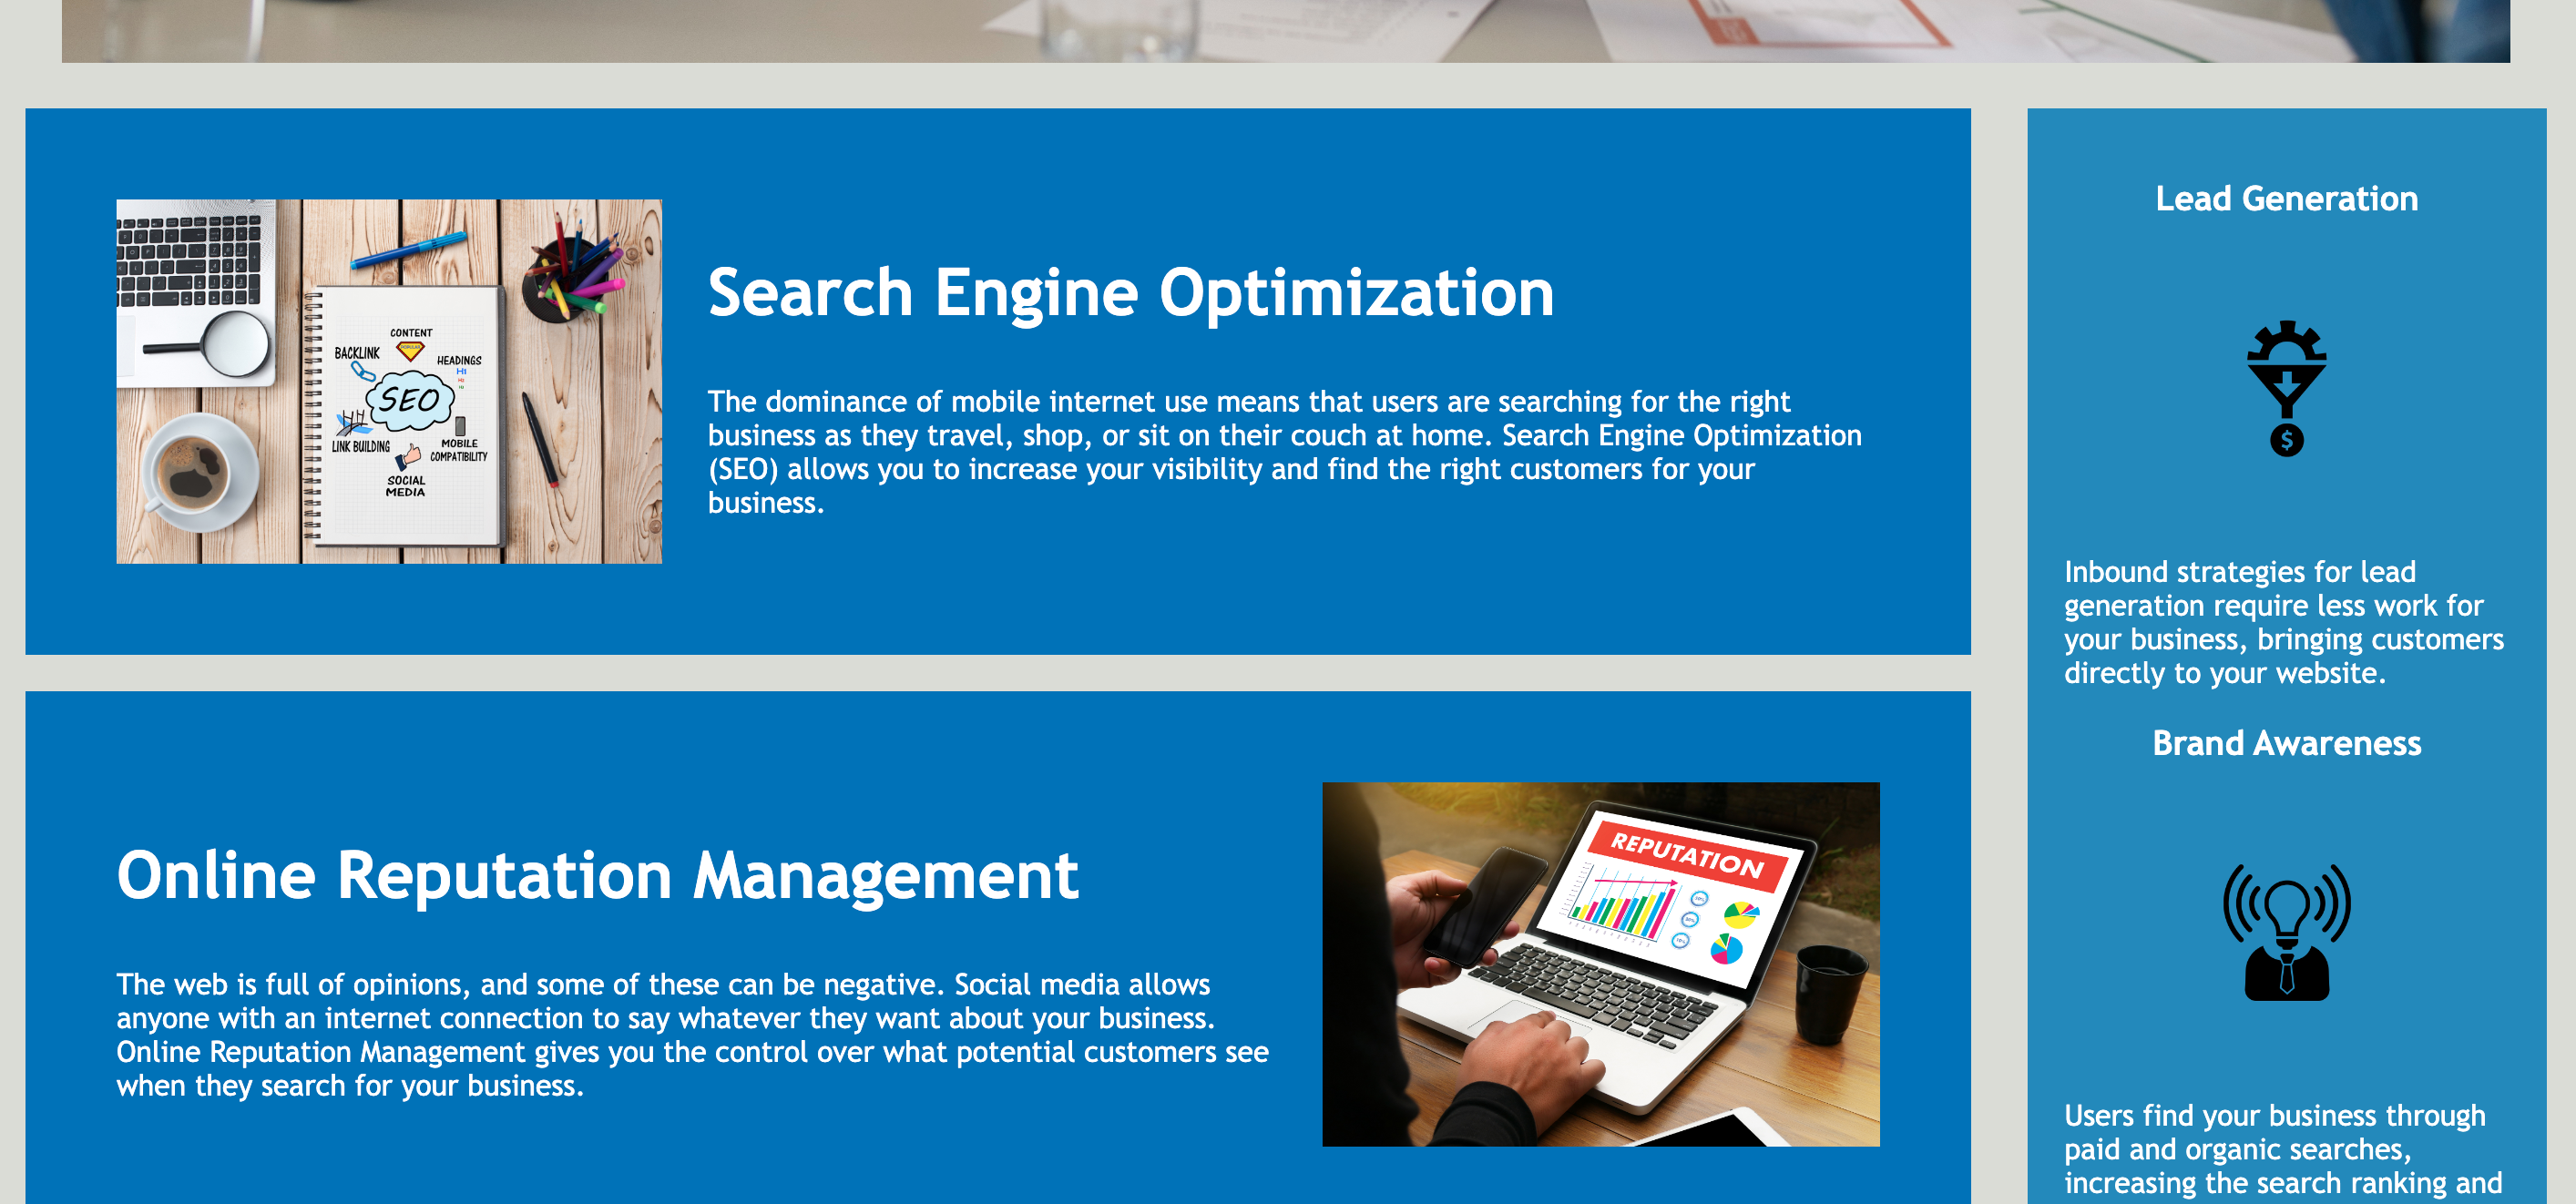 Search Engine Optimization
The dominance of mobile internet use means that users are searching for the right
business as they travel, shop, or sit on their couch at home. Search Engine Optimization
(SEO) allows you to increase your visibility and find the right customers for your
business.
CONTENT
BACKLINK
HEADINGS
H1
H2
H3
SEO
LINK BUILDING
MOBILE
COMPATIBILITY
SOCIAL
MEDIA
Online Reputation Management
The web is full of opinions, and some of these can be negative. Social media allows
anyone with an internet connection to say whatever they want about your business.
Online Reputation Management gives you the control over what potential customers see
when they search for your business.
REPUTATION
Lead Generation
$
Inbound strategies for lead
generation require less work for
your business, bringing customers
directly to your website.
Brand Awareness
Users find your business through
paid and organic searches,
increasing the search ranking and